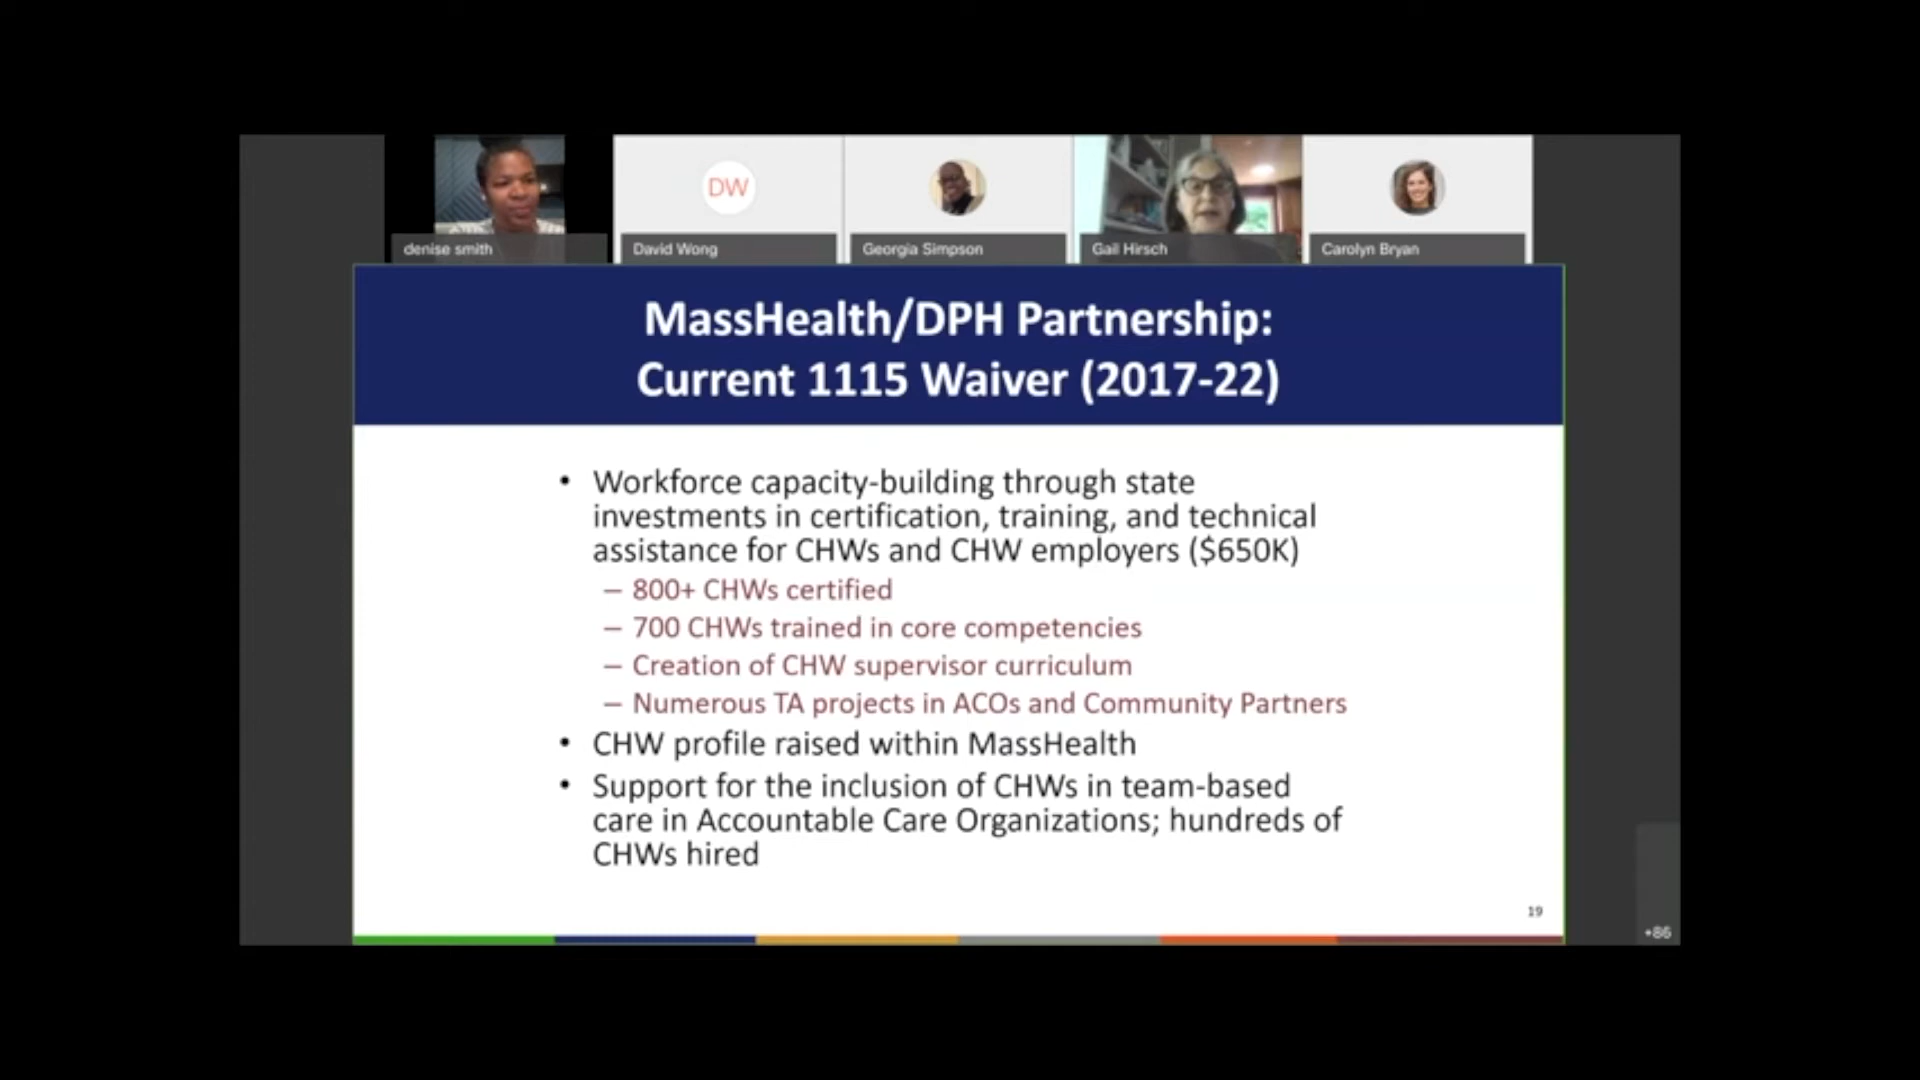 DW
denise smith
David Wong
Georgia Simpson
Gail Hirsch
Carolyn Bryan
MassHealth/DPH Partnership:
Current 1115 Waiver (2017-22)
• Workforce capacity-building through state
investments in certification, training, and technical
assistance for CHWs and CHW employers ($650K)
– 800+ CHWs certified
– 700 CHWs trained in core competencies
– Creation of CHW supervisor curriculum
– Numerous TA projects in ACOs and Community Partners
• CHW profile raised within MassHealth
• Support for the inclusion of CHWs in team-based
care in Accountable Care Organizations; hundreds of
CHWs hired
19
+86